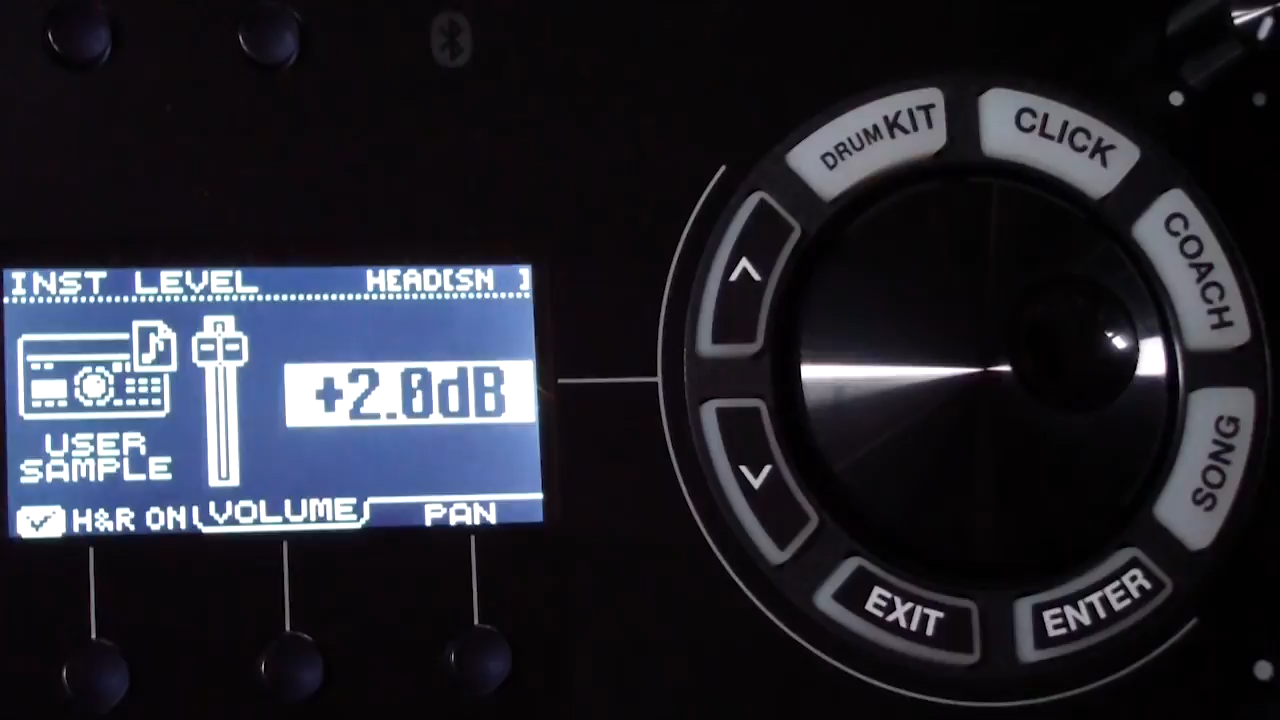 INST LEVEL HEAD[SN ]
+2.0dB
USER
SAMPLE
H&R ON
VOLUME
PAN
DRUM KIT
CLICK
COACH
SONG
ENTER
EXIT